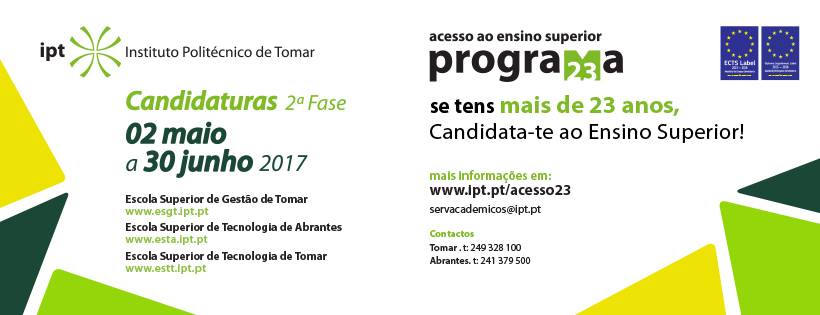 ipt Instituto Politécnico de Tomar
Candidaturas 2ª Fase
02 maio
a 30 junho 2017
Escola Superior de Gestão de Tomar
www.esgt.ipt.pt
Escola Superior de Tecnologia de Abrantes
www.esta.ipt.pt
Escola Superior de Tecnologia de Tomar
www.estt.ipt.pt
acesso ao ensino superior
programa
23
se tens mais de 23 anos,
Candidata-te ao Ensino Superior!
mais informações em:
www.ipt.pt/acesso23
servacademicos@ipt.pt
Contactos
Tomar . t: 249 328 100
Abrantes. t: 241 379 500
ECTS Label